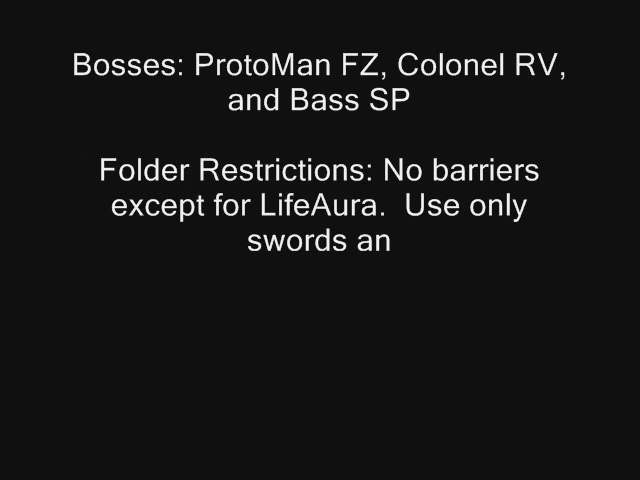 Bosses: ProtoMan FZ, Colonel RV,
and Bass SP
Folder Restrictions: No barriers
except for LifeAura.  Use only
swords an